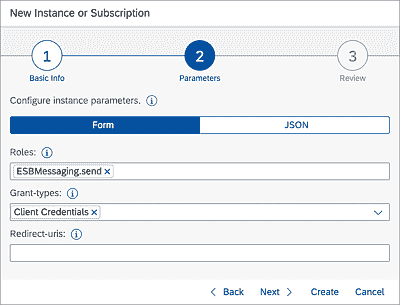 New Instance or Subscription
1
2
3
Basic Info
Parameters
Review
Configure instance parameters.
Form
JSON
Roles:
ESBMessaging.send
Grant-types:
Client Credentials
Redirect-uris:
Back Next Create Cancel